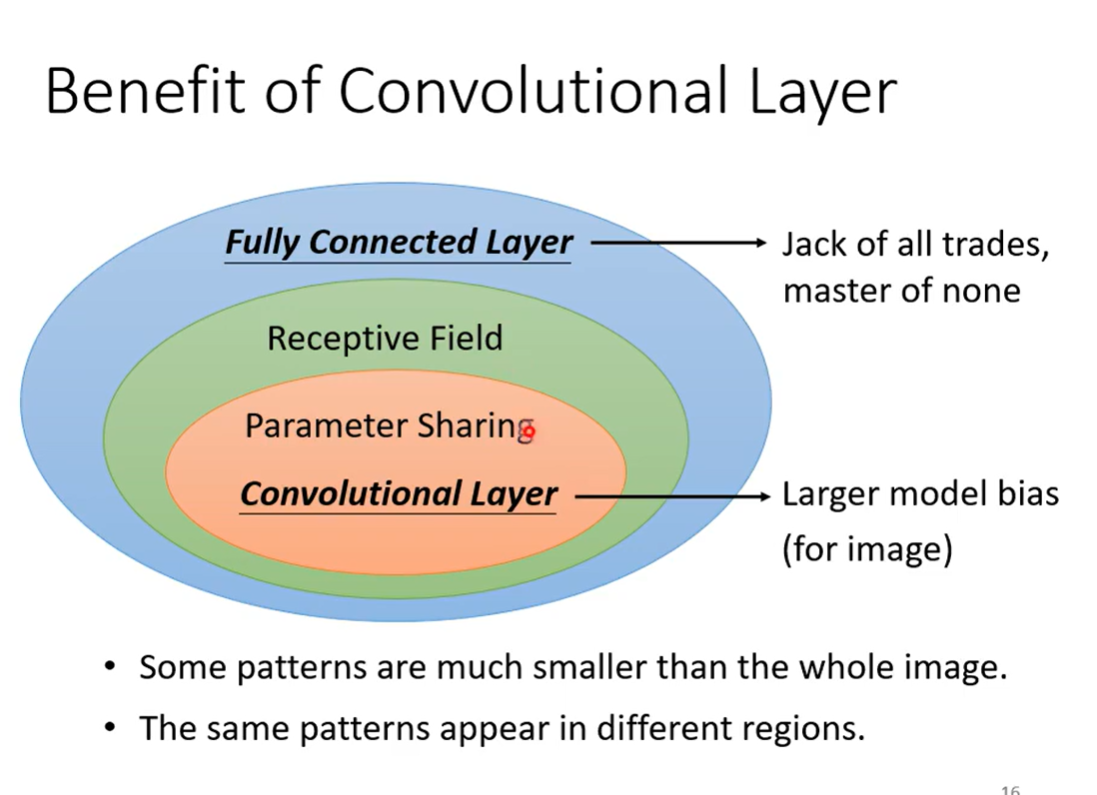 Benefit of Convolutional Layer
Fully Connected Layer
Jack of all trades,
master of none
Receptive Field
Parameter Sharing
Convolutional Layer
Larger model bias
(for image)
• Some patterns are much smaller than the whole image.
• The same patterns appear in different regions.
16